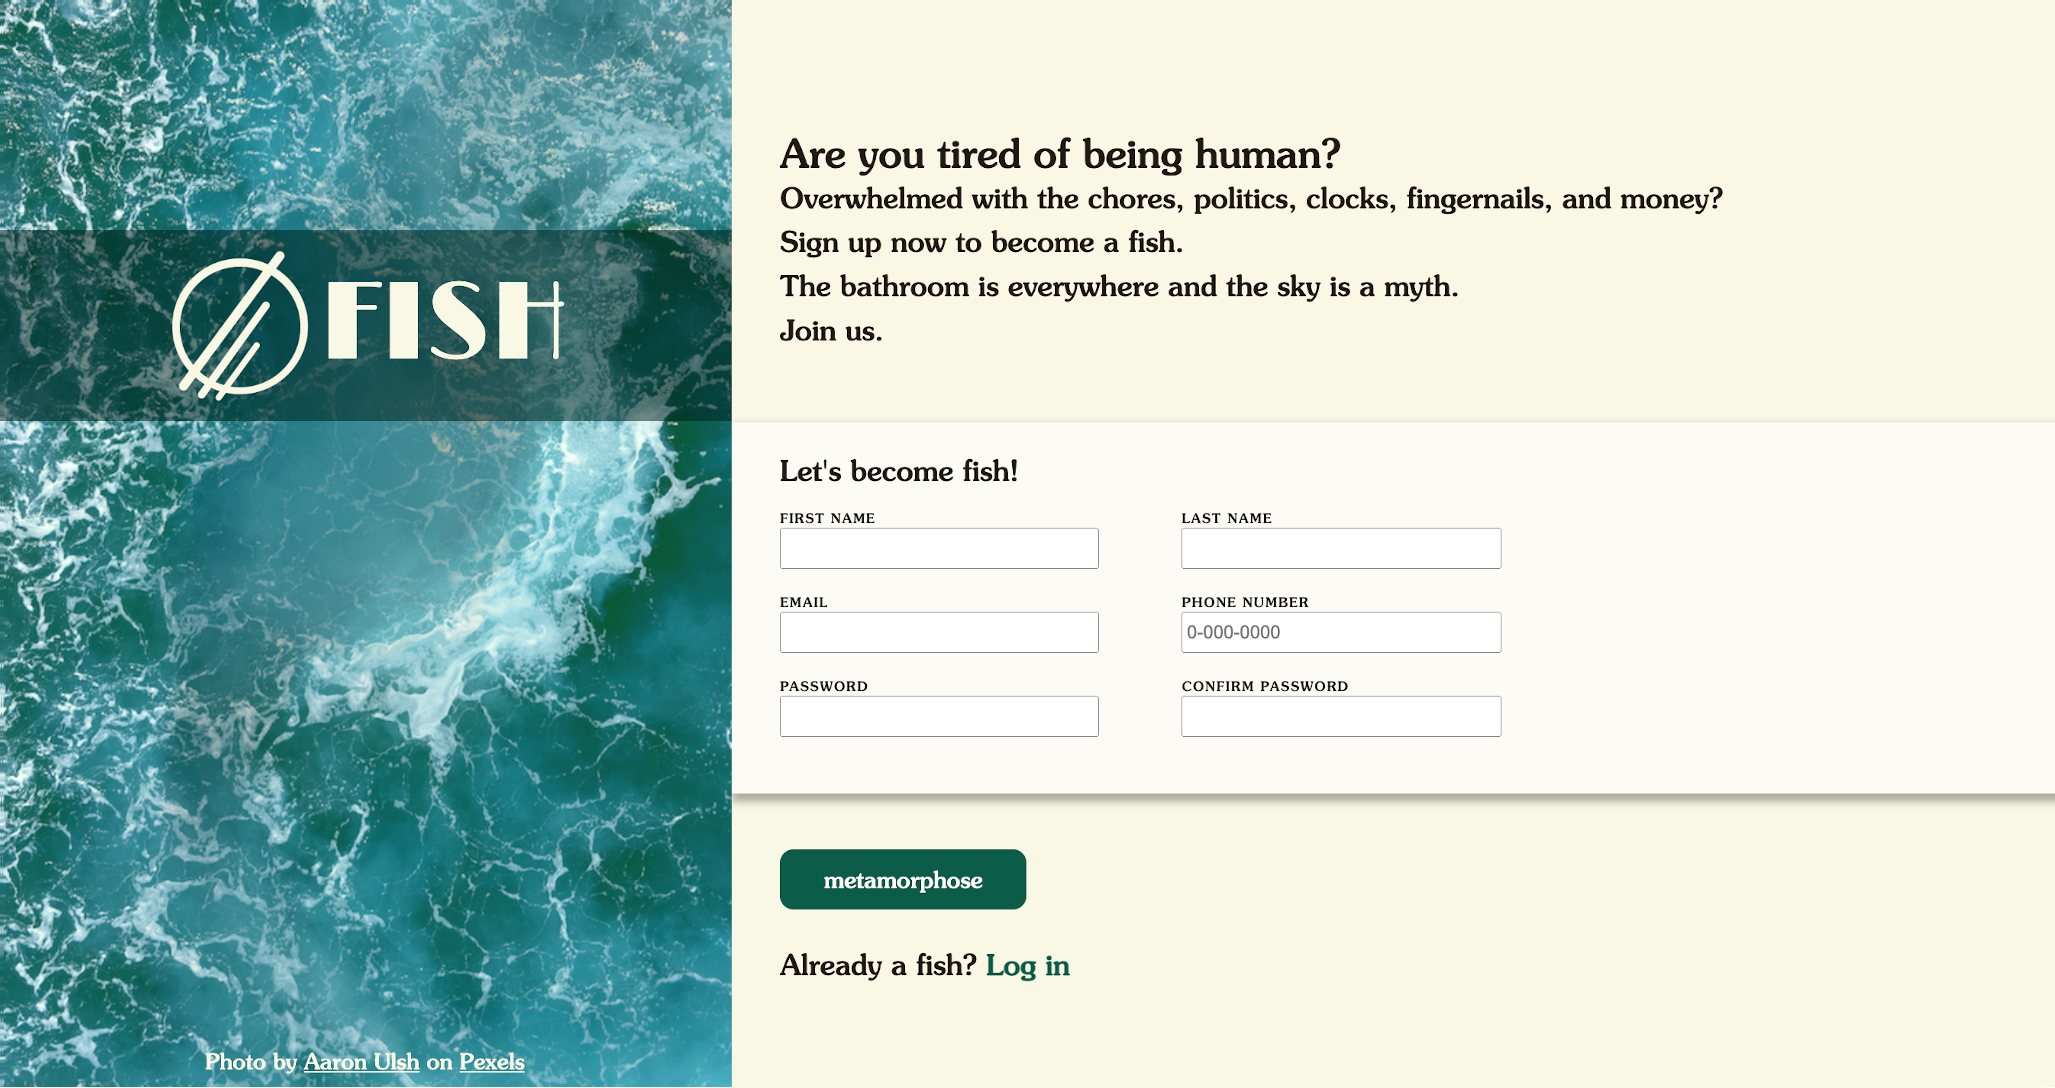 FISH
Photo by Aaron Ulsh on Pexels
Are you tired of being human?
Overwhelmed with the chores, politics, clocks, fingernails, and money?
Sign up now to become a fish.
The bathroom is everywhere and the sky is a myth.
Join us.
Let's become fish!
FIRST NAME
LAST NAME
EMAIL
PHONE NUMBER
0-000-0000
PASSWORD
CONFIRM PASSWORD
metamorphose
Already a fish? Log in